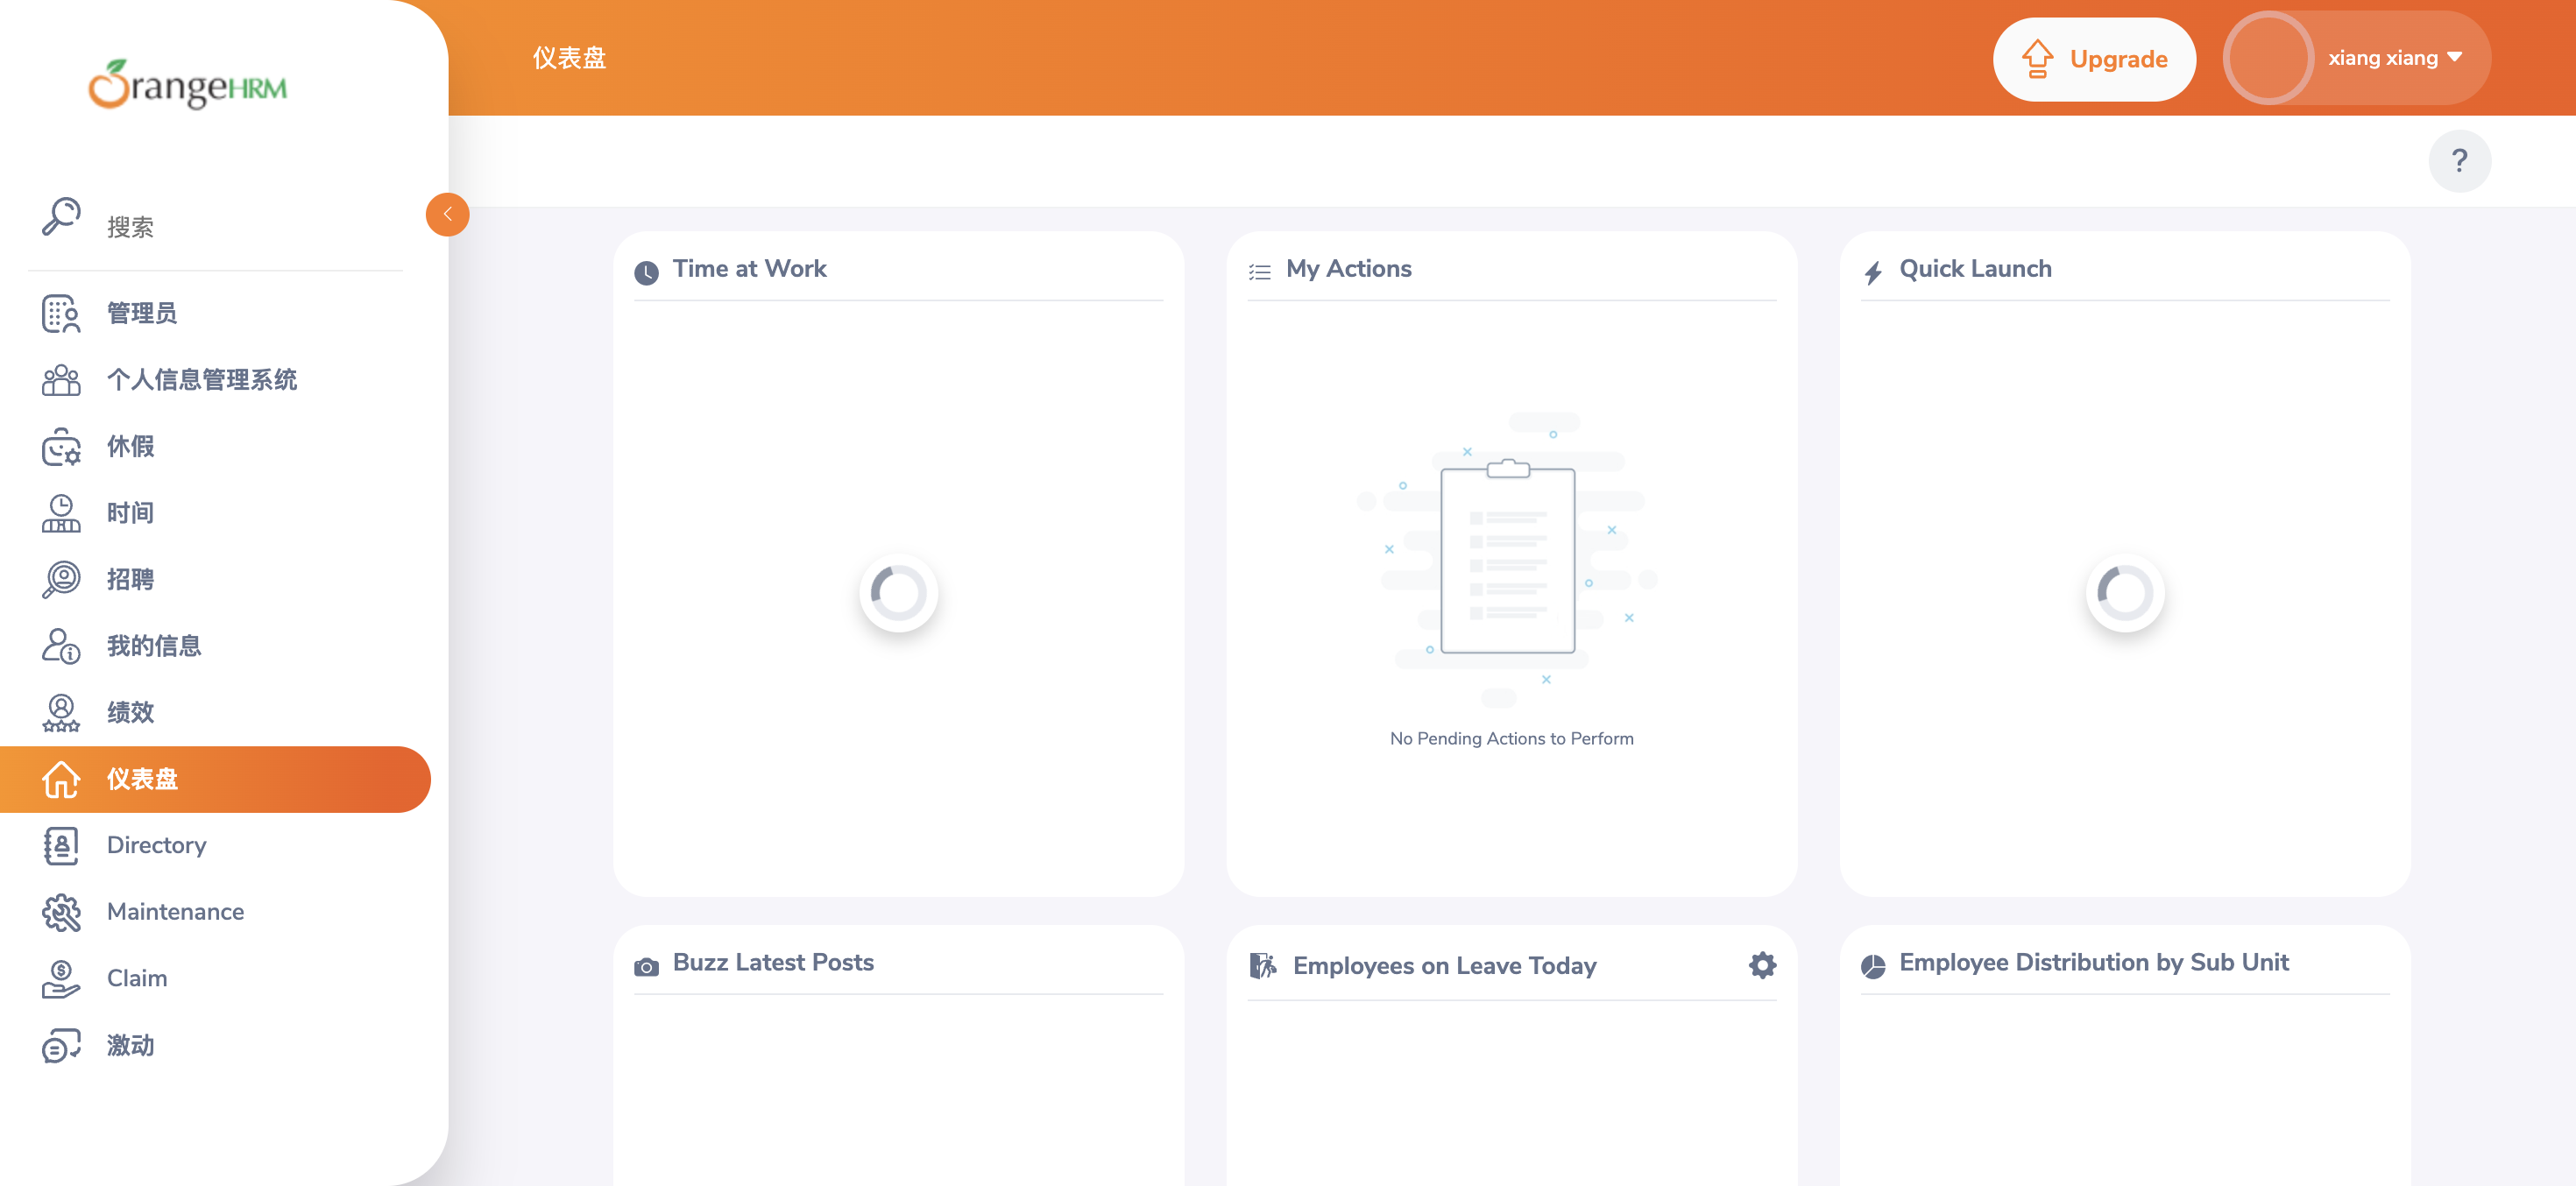 OrangeHRM
仪表盘
Upgrade
xiang xiang
?
搜索
管理员
个人信息管理系统
休假
时间
招聘
我的信息
绩效
仪表盘
Directory
Maintenance
Claim
激动
Time at Work
My Actions
No Pending Actions to Perform
Quick Launch
Buzz Latest Posts
Employees on Leave Today
Employee Distribution by Sub Unit